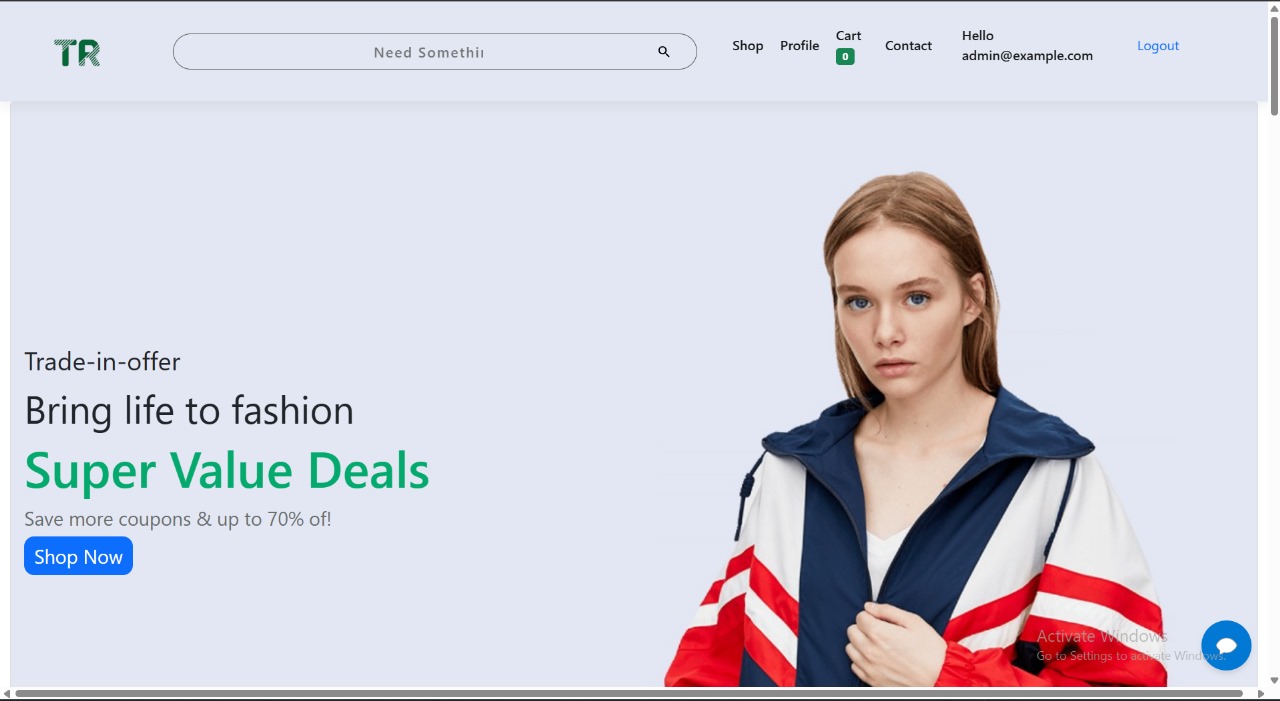 TR
Need Somethin
Shop
Profile
Cart
0
Contact
Hello
admin@example.com
Logout
Trade-in-offer
Bring life to fashion
Super Value Deals
Save more coupons & up to 70% of!
Shop Now
Activate Windows
Go to Settings to activate Windows.